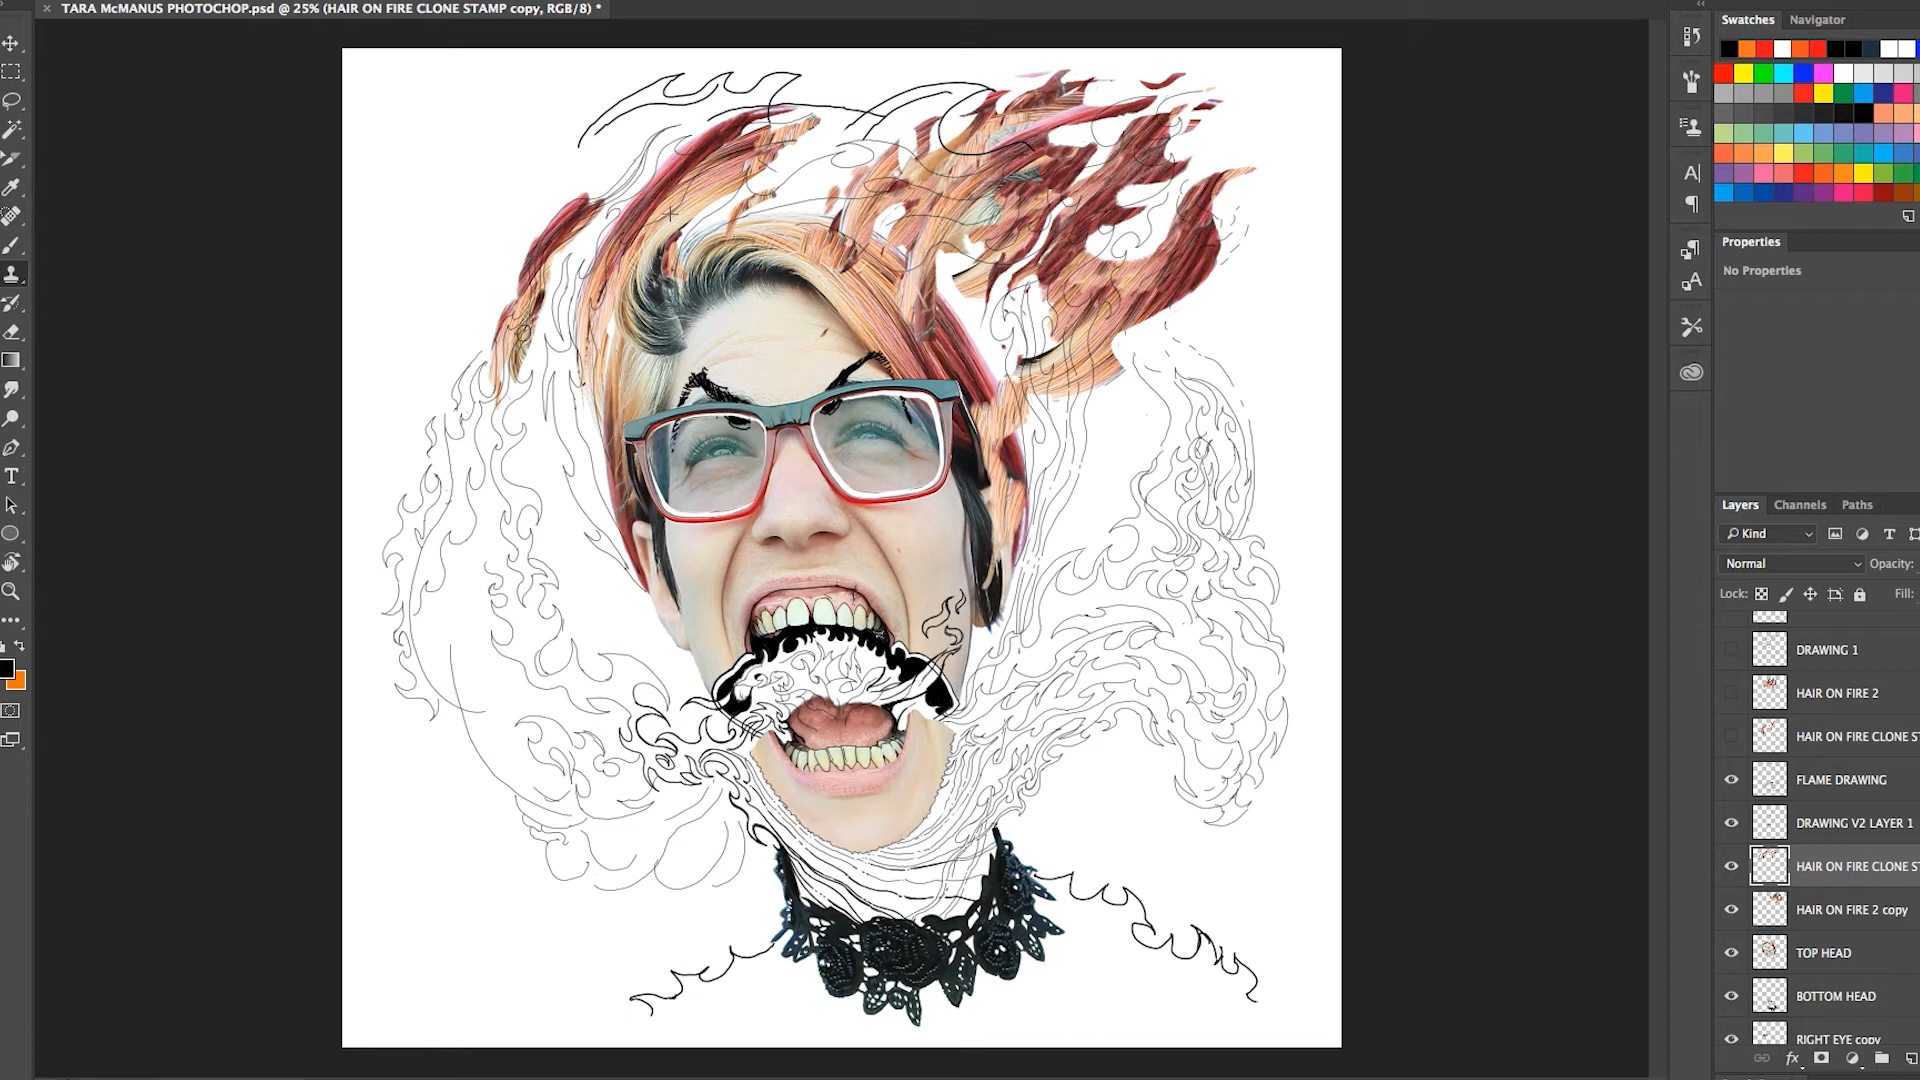 TARA McMANUS PHOTOCHOP.psd @ 25% (HAIR ON FIRE CLONE STAMP copy, RGB/8) *
Swatches Navigator
Properties
No Properties
Layers Channels Paths
Kind
Normal Opacity:
Lock: Fill:
DRAWING 1
HAIR ON FIRE 2
HAIR ON FIRE CLONE ST
FLAME DRAWING
DRAWING V2 LAYER 1
HAIR ON FIRE CLONE ST
HAIR ON FIRE 2 copy
TOP HEAD
BOTTOM HEAD
RIGHT EYE copy
fx